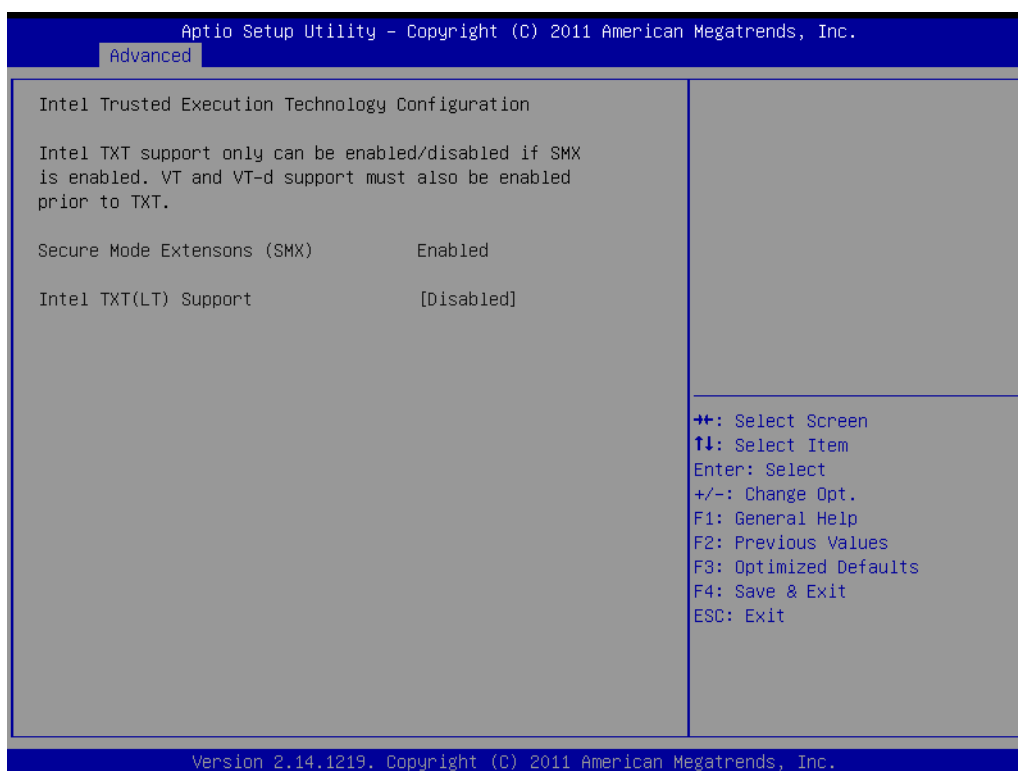 Aptio Setup Utility – Copyright (C) 2011 American Megatrends, Inc.
Advanced
Intel Trusted Execution Technology Configuration
Intel TXT support only can be enabled/disabled if SMX
is enabled. VT and VT-d support must also be enabled
prior to TXT.
Secure Mode Extensons (SMX) Enabled
Intel TXT(LT) Support [Disabled]
→←: Select Screen
↑↓: Select Item
Enter: Select
+/-: Change Opt.
F1: General Help
F2: Previous Values
F3: Optimized Defaults
F4: Save & Exit
ESC: Exit
Version 2.14.1219. Copyright (C) 2011 American Megatrends, Inc.